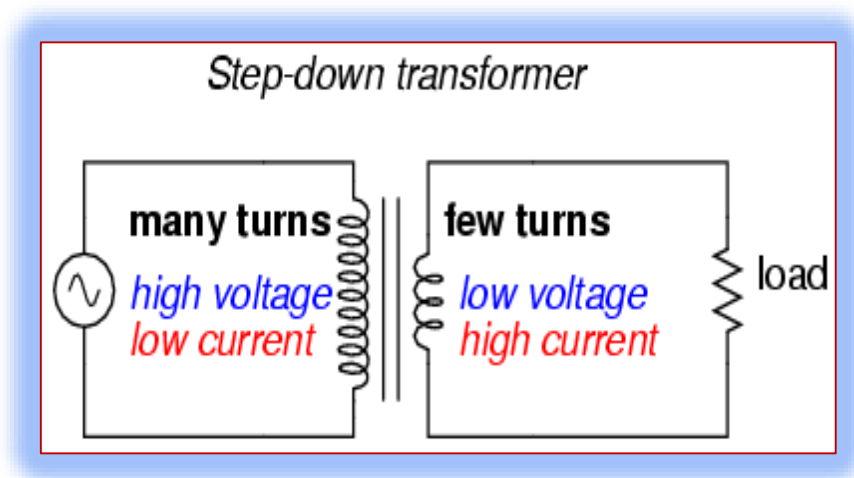 Step-down transformer
many turns
few turns
high voltage
low voltage
load
low current
high current